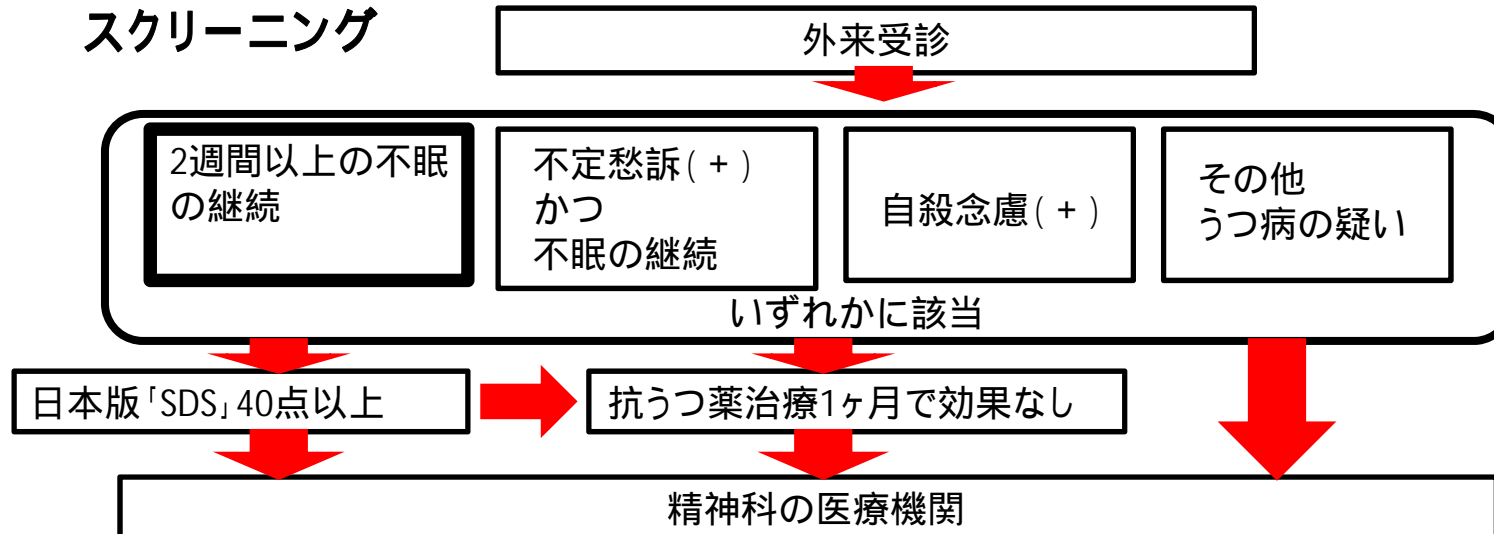 スクリーニング
外来受診
2週間以上の不眠
の継続
不定愁訴(+)
かつ
不眠の継続
自殺念慮(+)
その他
うつ病の疑い
いずれかに該当
日本版「SDS」40点以上
抗うつ薬治療1ヶ月で効果なし
精神科の医療機関